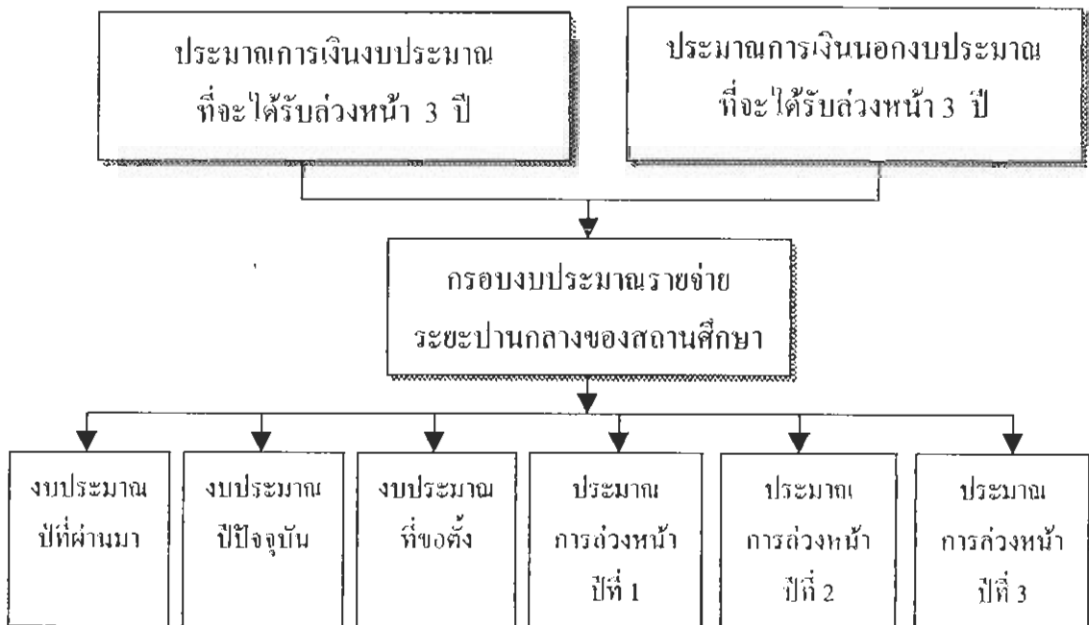 ประมาณการเงินงบประมาณ
ที่จะได้รับล่วงหน้า 3 ปี
ประมาณการเงินนอกงบประมาณ
ที่จะได้รับล่วงหน้า 3 ปี
กรอบงบประมาณรายจ่าย
ระยะปานกลางของสถานศึกษา
งบประมาณ
ปีที่ผ่านมา
งบประมาณ
ปีปัจจุบัน
งบประมาณ
ที่ขอตั้ง
ประมาณ
การล่วงหน้า
ปีที่ 1
ประมาณ
การล่วงหน้า
ปีที่ 2
ประมาณ
การล่วงหน้า
ปีที่ 3